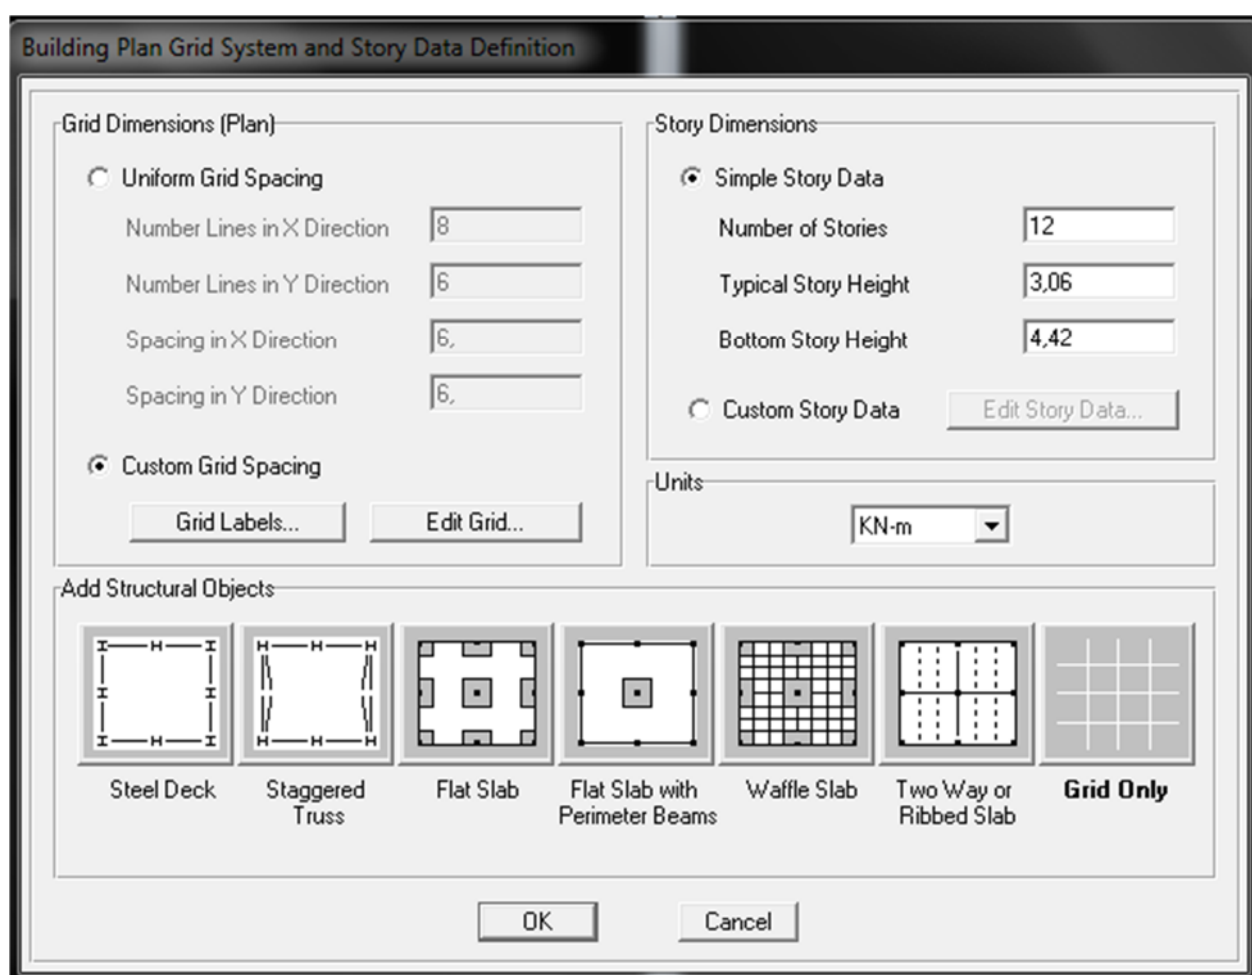 Building Plan Grid System and Story Data Definition
Grid Dimensions (Plan)
Uniform Grid Spacing
Number Lines in X Direction 8
Number Lines in Y Direction 6
Spacing in X Direction 6,
Spacing in Y Direction 6,
Custom Grid Spacing
Grid Labels... Edit Grid...
Story Dimensions
Simple Story Data
Number of Stories 12
Typical Story Height 3,06
Bottom Story Height 4,42
Custom Story Data Edit Story Data...
Units
KN-m
Add Structural Objects
Steel Deck
Staggered
Truss
Flat Slab
Flat Slab with
Perimeter Beams
Waffle Slab
Two Way or
Ribbed Slab
Grid Only
OK Cancel